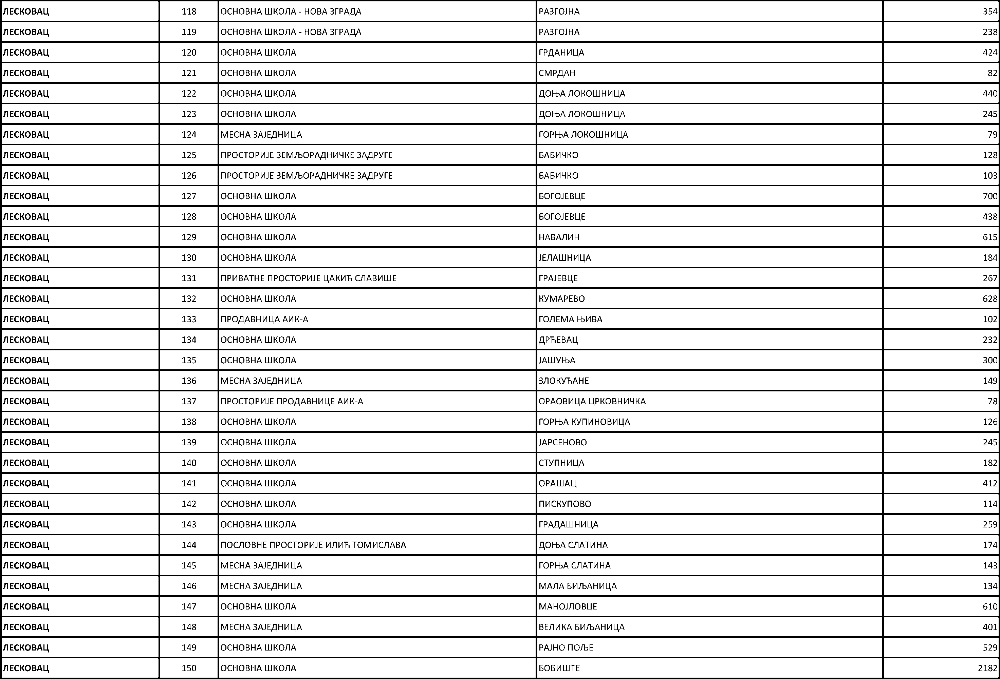 ЛЕСКОВАЦ 118 ОСНОВНА ШКОЛА - НОВА ЗГРАДА РАЗГОЈНА 354
ЛЕСКОВАЦ 119 ОСНОВНА ШКОЛА - НОВА ЗГРАДА РАЗГОЈНА 238
ЛЕСКОВАЦ 120 ОСНОВНА ШКОЛА ГРДАНИЦА 424
ЛЕСКОВАЦ 121 ОСНОВНА ШКОЛА СМРДАН 82
ЛЕСКОВАЦ 122 ОСНОВНА ШКОЛА ДОЊА ЛОКОШНИЦА 440
ЛЕСКОВАЦ 123 ОСНОВНА ШКОЛА ДОЊА ЛОКОШНИЦА 245
ЛЕСКОВАЦ 124 МЕСНА ЗАЈЕДНИЦА ГОРЊА ЛОКОШНИЦА 79
ЛЕСКОВАЦ 125 ПРОСТОРИЈЕ ЗЕМЉОРАДНИЧКЕ ЗАДРУГЕ БАБИЧКО 128
ЛЕСКОВАЦ 126 ПРОСТОРИЈЕ ЗЕМЉОРАДНИЧКЕ ЗАДРУГЕ БАБИЧКО 103
ЛЕСКОВАЦ 127 ОСНОВНА ШКОЛА БОГОЈЕВЦЕ 700
ЛЕСКОВАЦ 128 ОСНОВНА ШКОЛА БОГОЈЕВЦЕ 438
ЛЕСКОВАЦ 129 ОСНОВНА ШКОЛА НАВАЛИН 615
ЛЕСКОВАЦ 130 ОСНОВНА ШКОЛА ЈЕЛАШНИЦА 184
ЛЕСКОВАЦ 131 ПРИВАТНЕ ПРОСТОРИЈЕ ЦАКИЋ СЛАВИШЕ ГРАЈЕВЦЕ 267
ЛЕСКОВАЦ 132 ОСНОВНА ШКОЛА КУМАРЕВО 628
ЛЕСКОВАЦ 133 ПРОДАВНИЦА АИК-А ГОЛЕМА ЊИВА 102
ЛЕСКОВАЦ 134 ОСНОВНА ШКОЛА ДРЋЕВАЦ 232
ЛЕСКОВАЦ 135 ОСНОВНА ШКОЛА ЈАШУЊА 300
ЛЕСКОВАЦ 136 МЕСНА ЗАЈЕДНИЦА ЗЛОКУЋАНЕ 149
ЛЕСКОВАЦ 137 ПРОСТОРИЈЕ ПРОДАВНИЦЕ АИК-А ОРАОВИЦА ЦРКОВНИЧКА 78
ЛЕСКОВАЦ 138 ОСНОВНА ШКОЛА ГОРЊА КУПИНОВИЦА 126
ЛЕСКОВАЦ 139 ОСНОВНА ШКОЛА ЈАРСЕНОВО 245
ЛЕСКОВАЦ 140 ОСНОВНА ШКОЛА СТУПНИЦА 182
ЛЕСКОВАЦ 141 ОСНОВНА ШКОЛА ОРАШАЦ 412
ЛЕСКОВАЦ 142 ОСНОВНА ШКОЛА ПИСКУПОВО 114
ЛЕСКОВАЦ 143 ОСНОВНА ШКОЛА ГРАДАШНИЦА 259
ЛЕСКОВАЦ 144 ПОСЛОВНЕ ПРОСТОРИЈЕ ИЛИЋ ТОМИСЛАВА ДОЊА СЛАТИНА 174
ЛЕСКОВАЦ 145 МЕСНА ЗАЈЕДНИЦА ГОРЊА СЛАТИНА 143
ЛЕСКОВАЦ 146 МЕСНА ЗАЈЕДНИЦА МАЛА БИЉАНИЦА 134
ЛЕСКОВАЦ 147 ОСНОВНА ШКОЛА МАНОЈЛОВЦЕ 610
ЛЕСКОВАЦ 148 МЕСНА ЗАЈЕДНИЦА ВЕЛИКА БИЉАНИЦА 401
ЛЕСКОВАЦ 149 ОСНОВНА ШКОЛА РАЈНО ПОЉЕ 529
ЛЕСКОВАЦ 150 ОСНОВНА ШКОЛА БОБИШТЕ 2182